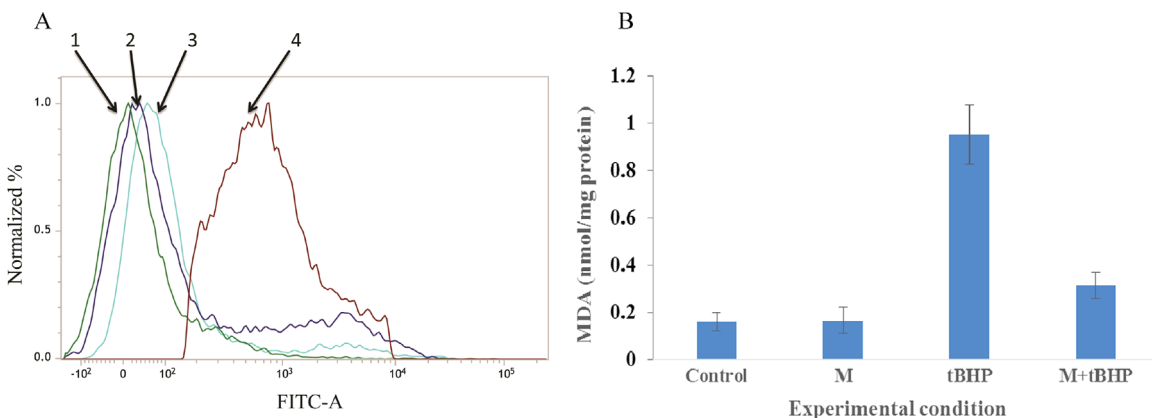 A
1 2 3 4
Normalized %
1.0
0.5
0.0
-10² 0 10² 10³ 10⁴ 10⁵
FITC-A
B
MDA (nmol/mg protein)
1.2
1
0.8
0.6
0.4
0.2
0
Control M tBHP M+tBHP
Experimental condition